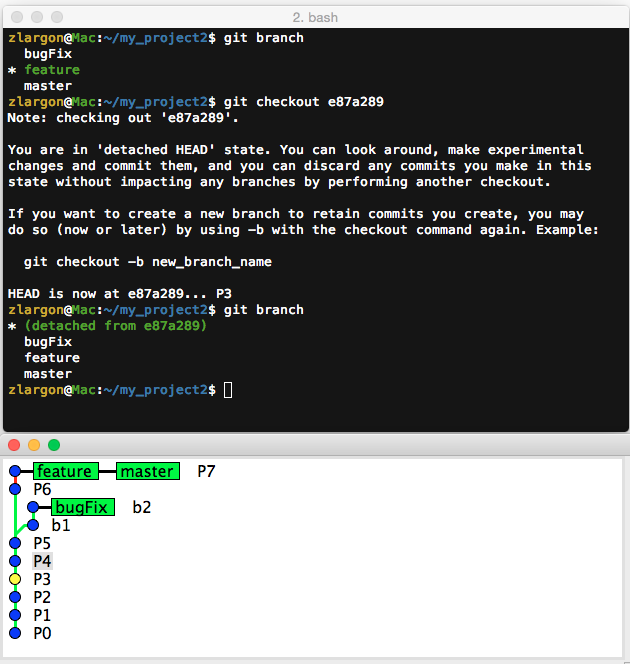 2. bash
zlargon@Mac:~/my_project2$ git branch
bugFix
* feature
master
zlargon@Mac:~/my_project2$ git checkout e87a289
Note: checking out 'e87a289'.
You are in 'detached HEAD' state. You can look around, make experimental
changes and commit them, and you can discard any commits you make in this
state without impacting any branches by performing another checkout.
If you want to create a new branch to retain commits you create, you may
do so (now or later) by using -b with the checkout command again. Example:
git checkout -b new_branch_name
HEAD is now at e87a289... P3
zlargon@Mac:~/my_project2$ git branch
* (detached from e87a289)
bugFix
feature
master
zlargon@Mac:~/my_project2$
feature master P7
P6
bugFix b2
b1
P5
P4
P3
P2
P1
P0